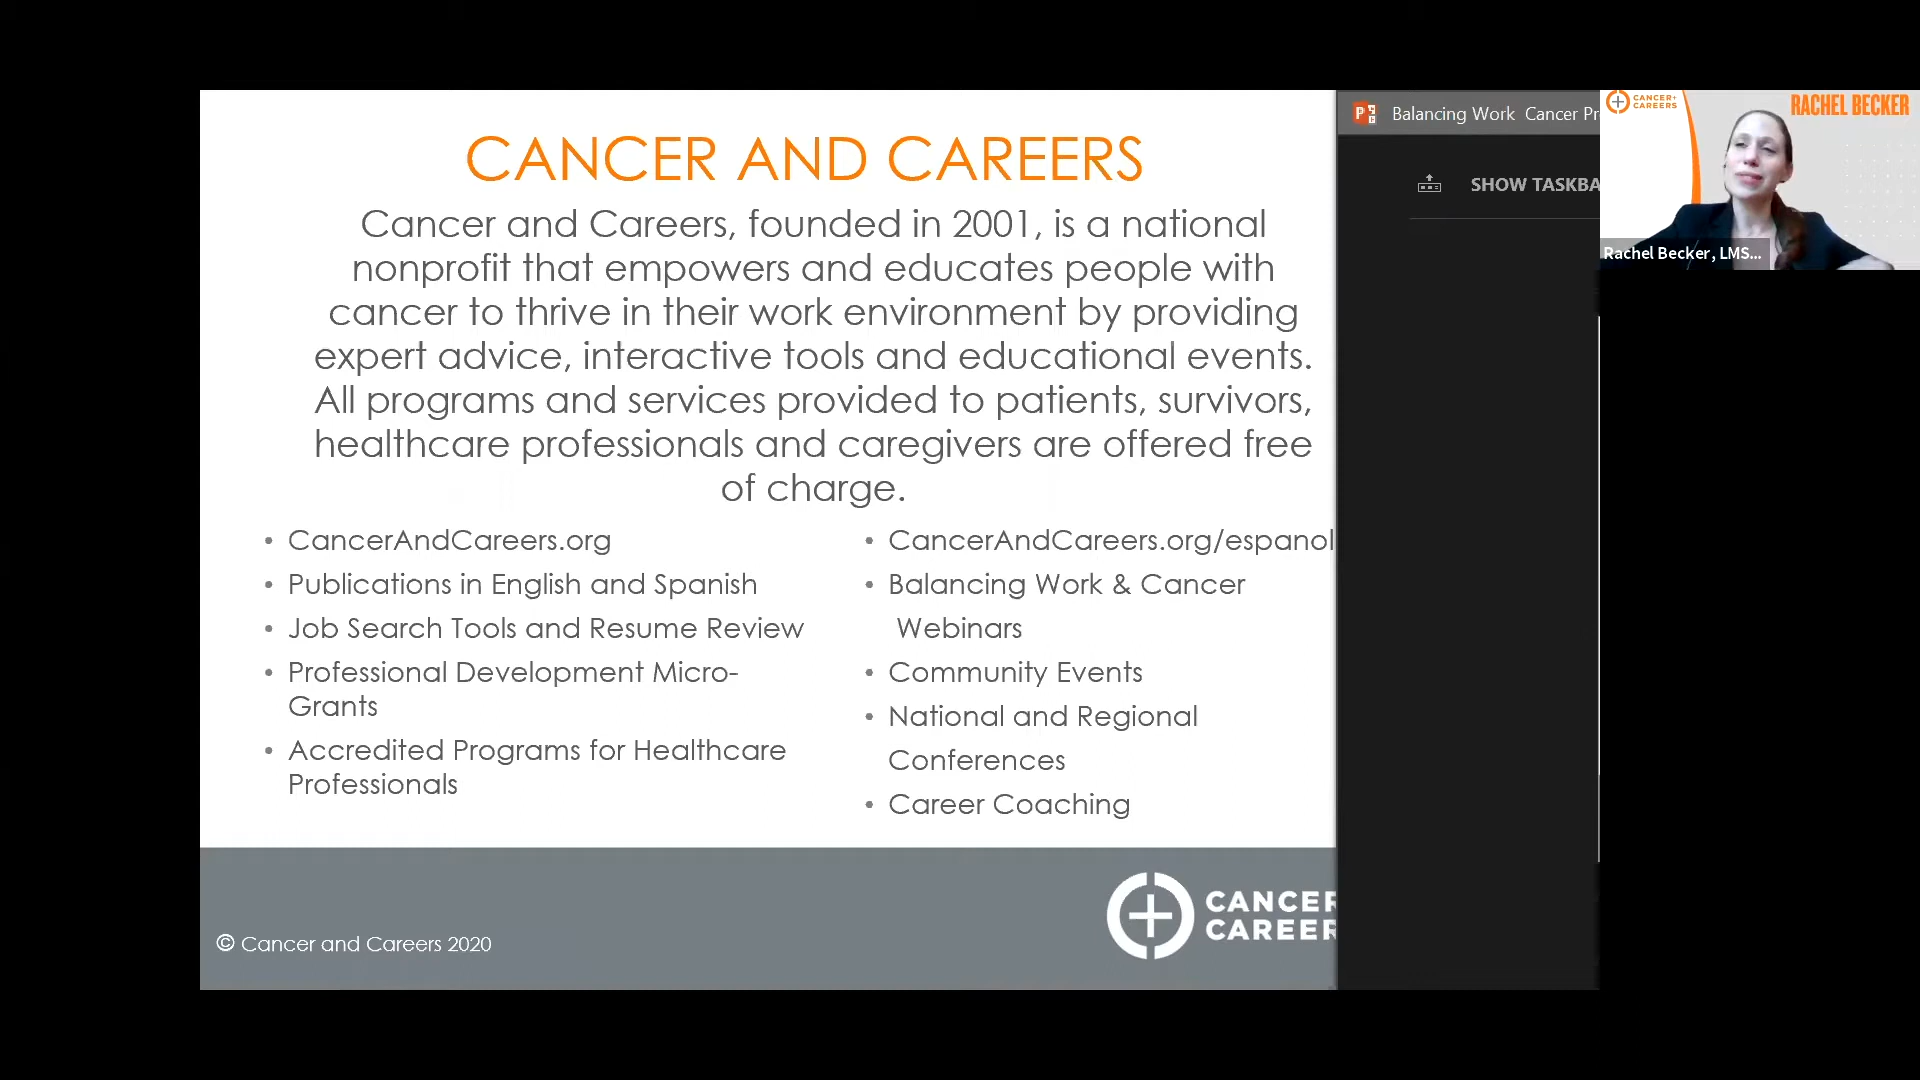 CANCER AND CAREERS
Cancer and Careers, founded in 2001, is a national
nonprofit that empowers and educates people with
cancer to thrive in their work environment by providing
expert advice, interactive tools and educational events.
All programs and services provided to patients, survivors,
healthcare professionals and caregivers are offered free
of charge.
• CancerAndCareers.org
• Publications in English and Spanish
• Job Search Tools and Resume Review
• Professional Development Micro-
Grants
• Accredited Programs for Healthcare
Professionals
• CancerAndCareers.org/espanol
• Balancing Work & Cancer
Webinars
• Community Events
• National and Regional
Conferences
• Career Coaching
© Cancer and Careers 2020
CANCER
CAREER
Balancing Work Cancer Pr
SHOW TASKBA
CANCER+
CAREERS
RACHEL BECKER
Rachel Becker, LMS...